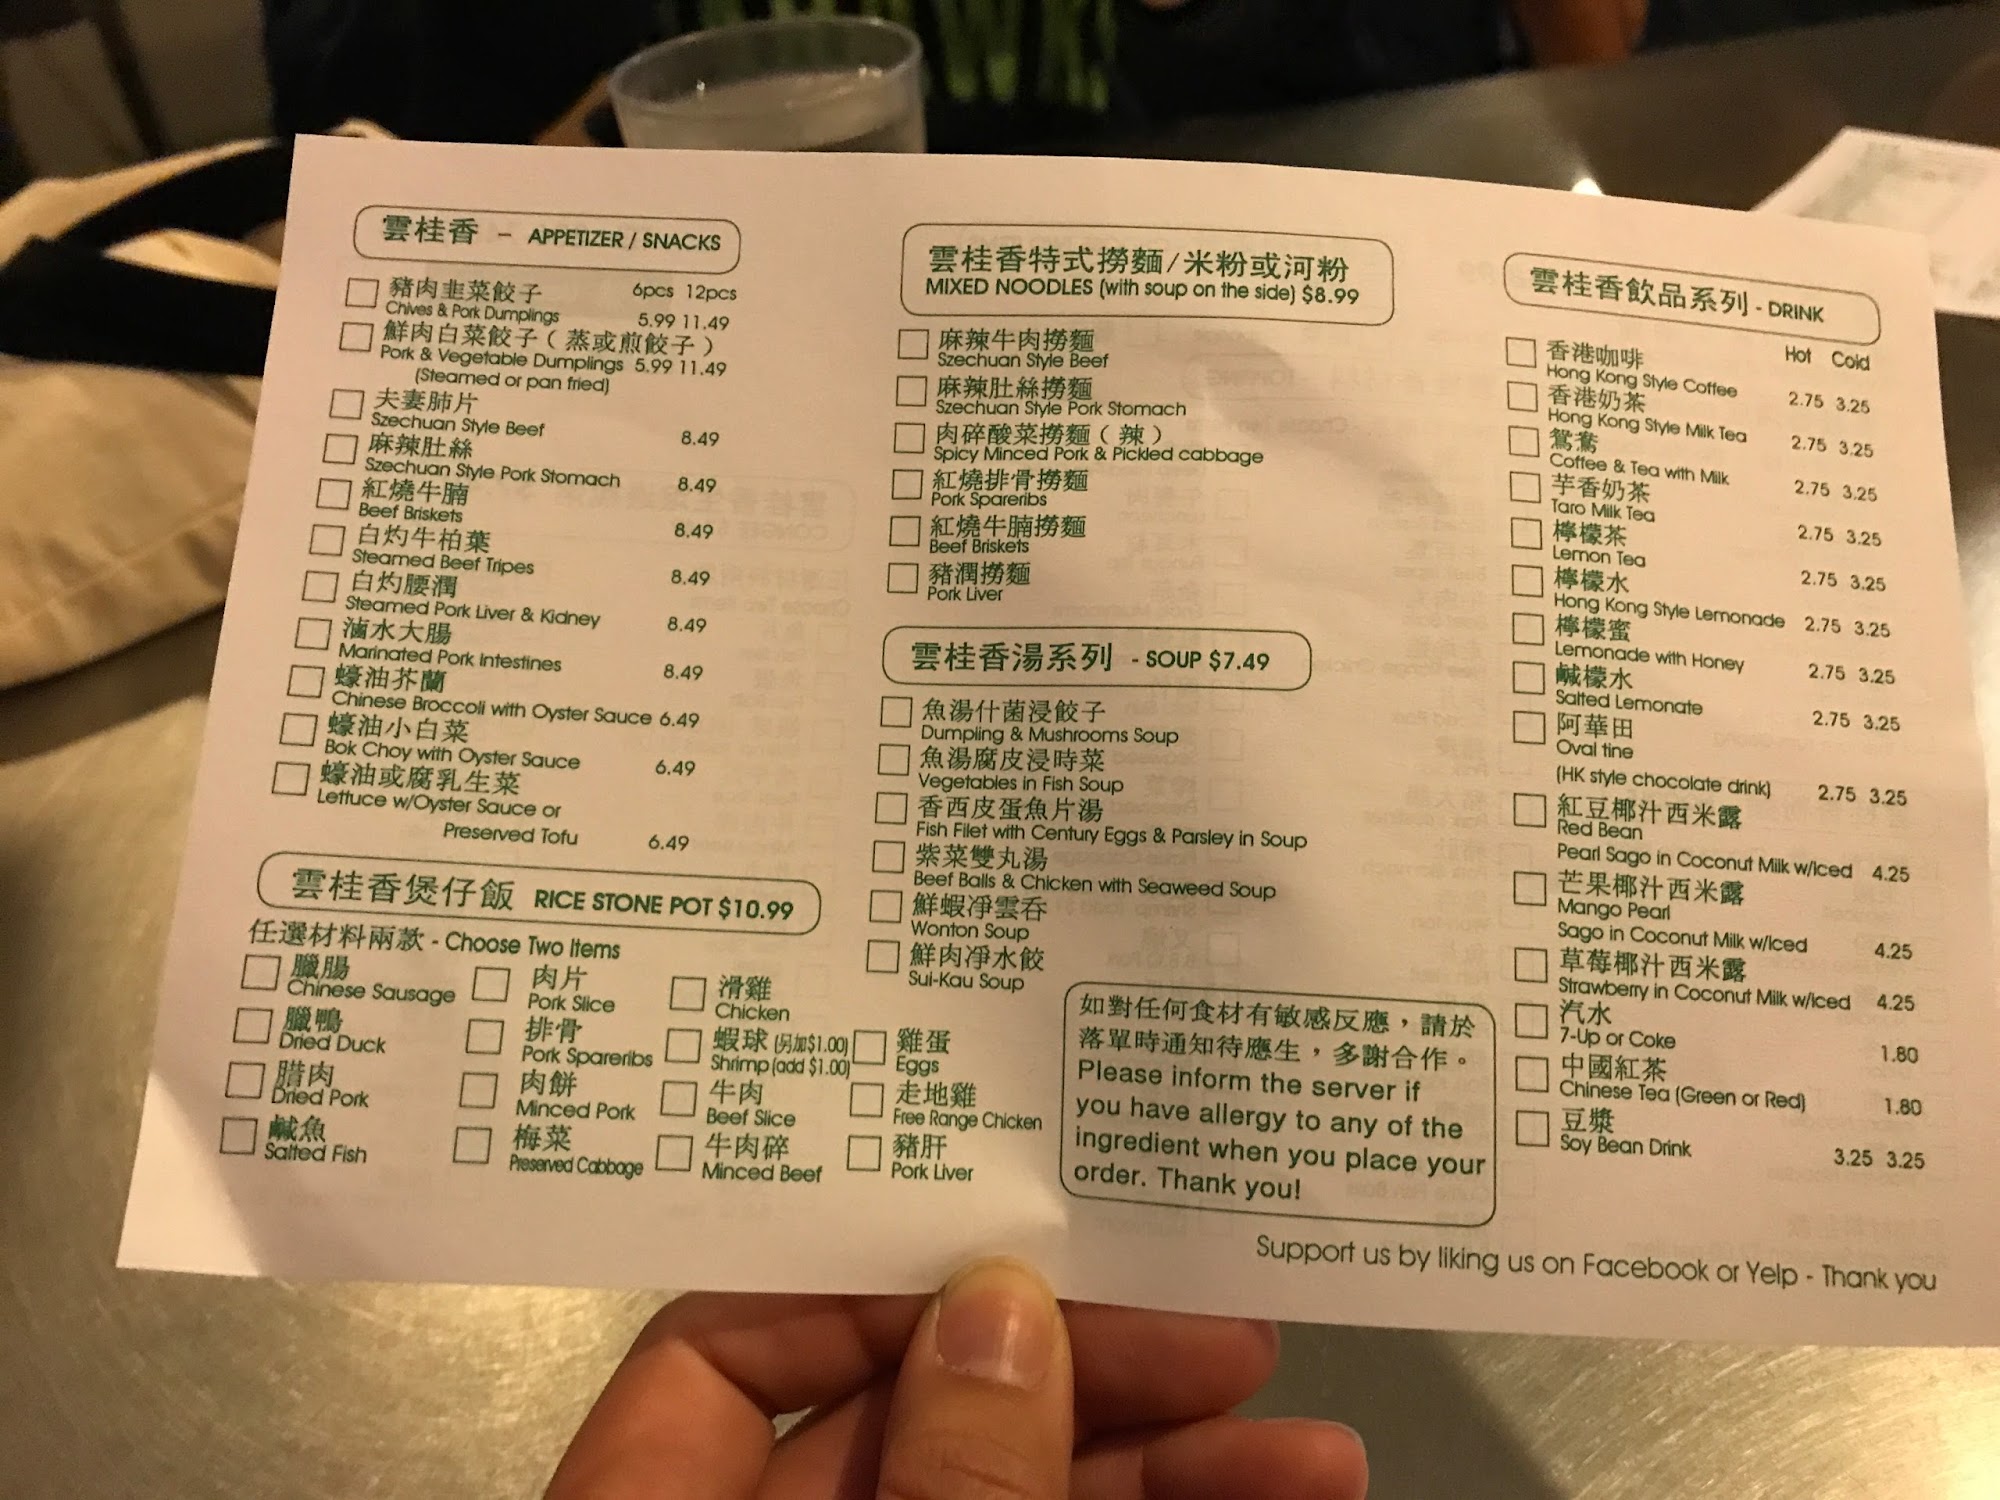 雲桂香 - APPETIZER / SNACKS
豬肉韭菜餃子 6pcs 12pcs
Chives & Pork Dumplings 5.99 11.49
鮮肉白菜餃子 ( 蒸或煎餃子 )
Pork & Vegetable Dumplings 5.99 11.49
(Steamed or pan fried)
夫妻肺片
Szechuan Style Beef 8.49
麻辣肚絲
Szechuan Style Pork Stomach 8.49
紅燒牛腩
Beef Briskets 8.49
白灼牛柏葉
Steamed Beef Tripes 8.49
白灼腰潤
Steamed Pork Liver & Kidney 8.49
滷水大腸
Marinated Pork Intestines 8.49
蠔油芥蘭
Chinese Broccoli with Oyster Sauce 6.49
蠔油小白菜
Bok Choy with Oyster Sauce 6.49
蠔油或腐乳生菜
Lettuce w/Oyster Sauce or
Preserved Tofu 6.49
雲桂香煲仔飯 RICE STONE POT $10.99
任選材料兩款 - Choose Two Items
臘腸 肉片 滑雞
Chinese Sausage Pork Slice Chicken
臘鴨 排骨 蝦球 (另加$1.00) 雞蛋
Dried Duck Pork Spareribs Shrimp (add $1.00) Eggs
腊肉 肉餅 牛肉 走地雞
Dried Pork Minced Pork Beef Slice Free Range Chicken
鹹魚 梅菜 牛肉碎 豬肝
Salted Fish Preserved Cabbage Minced Beef Pork Liver
雲桂香特式撈麵/米粉或河粉
MIXED NOODLES (with soup on the side) $8.99
麻辣牛肉撈麵
Szechuan Style Beef
麻辣肚絲撈麵
Szechuan Style Pork Stomach
肉碎酸菜撈麵 ( 辣 )
Spicy Minced Pork & Pickled cabbage
紅燒排骨撈麵
Pork Spareribs
紅燒牛腩撈麵
Beef Briskets
豬潤撈麵
Pork Liver
雲桂香湯系列 - SOUP $7.49
魚湯什菌浸餃子
Dumpling & Mushrooms Soup
魚湯腐皮浸時菜
Vegetables in Fish Soup
香西皮蛋魚片湯
Fish Filet with Century Eggs & Parsley in Soup
紫菜雙丸湯
Beef Balls & Chicken with Seaweed Soup
鮮蝦凈雲吞
Wonton Soup
鮮肉凈水餃
Sui-Kau Soup
如對任何食材有敏感反應，請於
落單時通知待應生，多謝合作。
Please inform the server if
you have allergy to any of the
ingredient when you place your
order. Thank you!
雲桂香飲品系列 - DRINK
Hot Cold
香港咖啡
Hong Kong Style Coffee 2.75 3.25
香港奶茶
Hong Kong Style Milk Tea 2.75 3.25
鴛鴦
Coffee & Tea with Milk 2.75 3.25
芋香奶茶
Taro Milk Tea 2.75 3.25
檸檬茶
Lemon Tea 2.75 3.25
檸檬水
Hong Kong Style Lemonade 2.75 3.25
檸檬蜜
Lemonade with Honey 2.75 3.25
鹹檬水
Salted Lemonate 2.75 3.25
阿華田
Oval tine
(HK style chocolate drink) 2.75 3.25
紅豆椰汁西米露
Red Bean
Pearl Sago in Coconut Milk w/Iced 4.25
芒果椰汁西米露
Mango Pearl
Sago in Coconut Milk w/Iced 4.25
草莓椰汁西米露
Strawberry in Coconut Milk w/Iced 4.25
汽水
7-Up or Coke 1.80
中國紅茶
Chinese Tea (Green or Red) 1.80
豆漿
Soy Bean Drink 3.25 3.25
Support us by liking us on Facebook or Yelp - Thank you